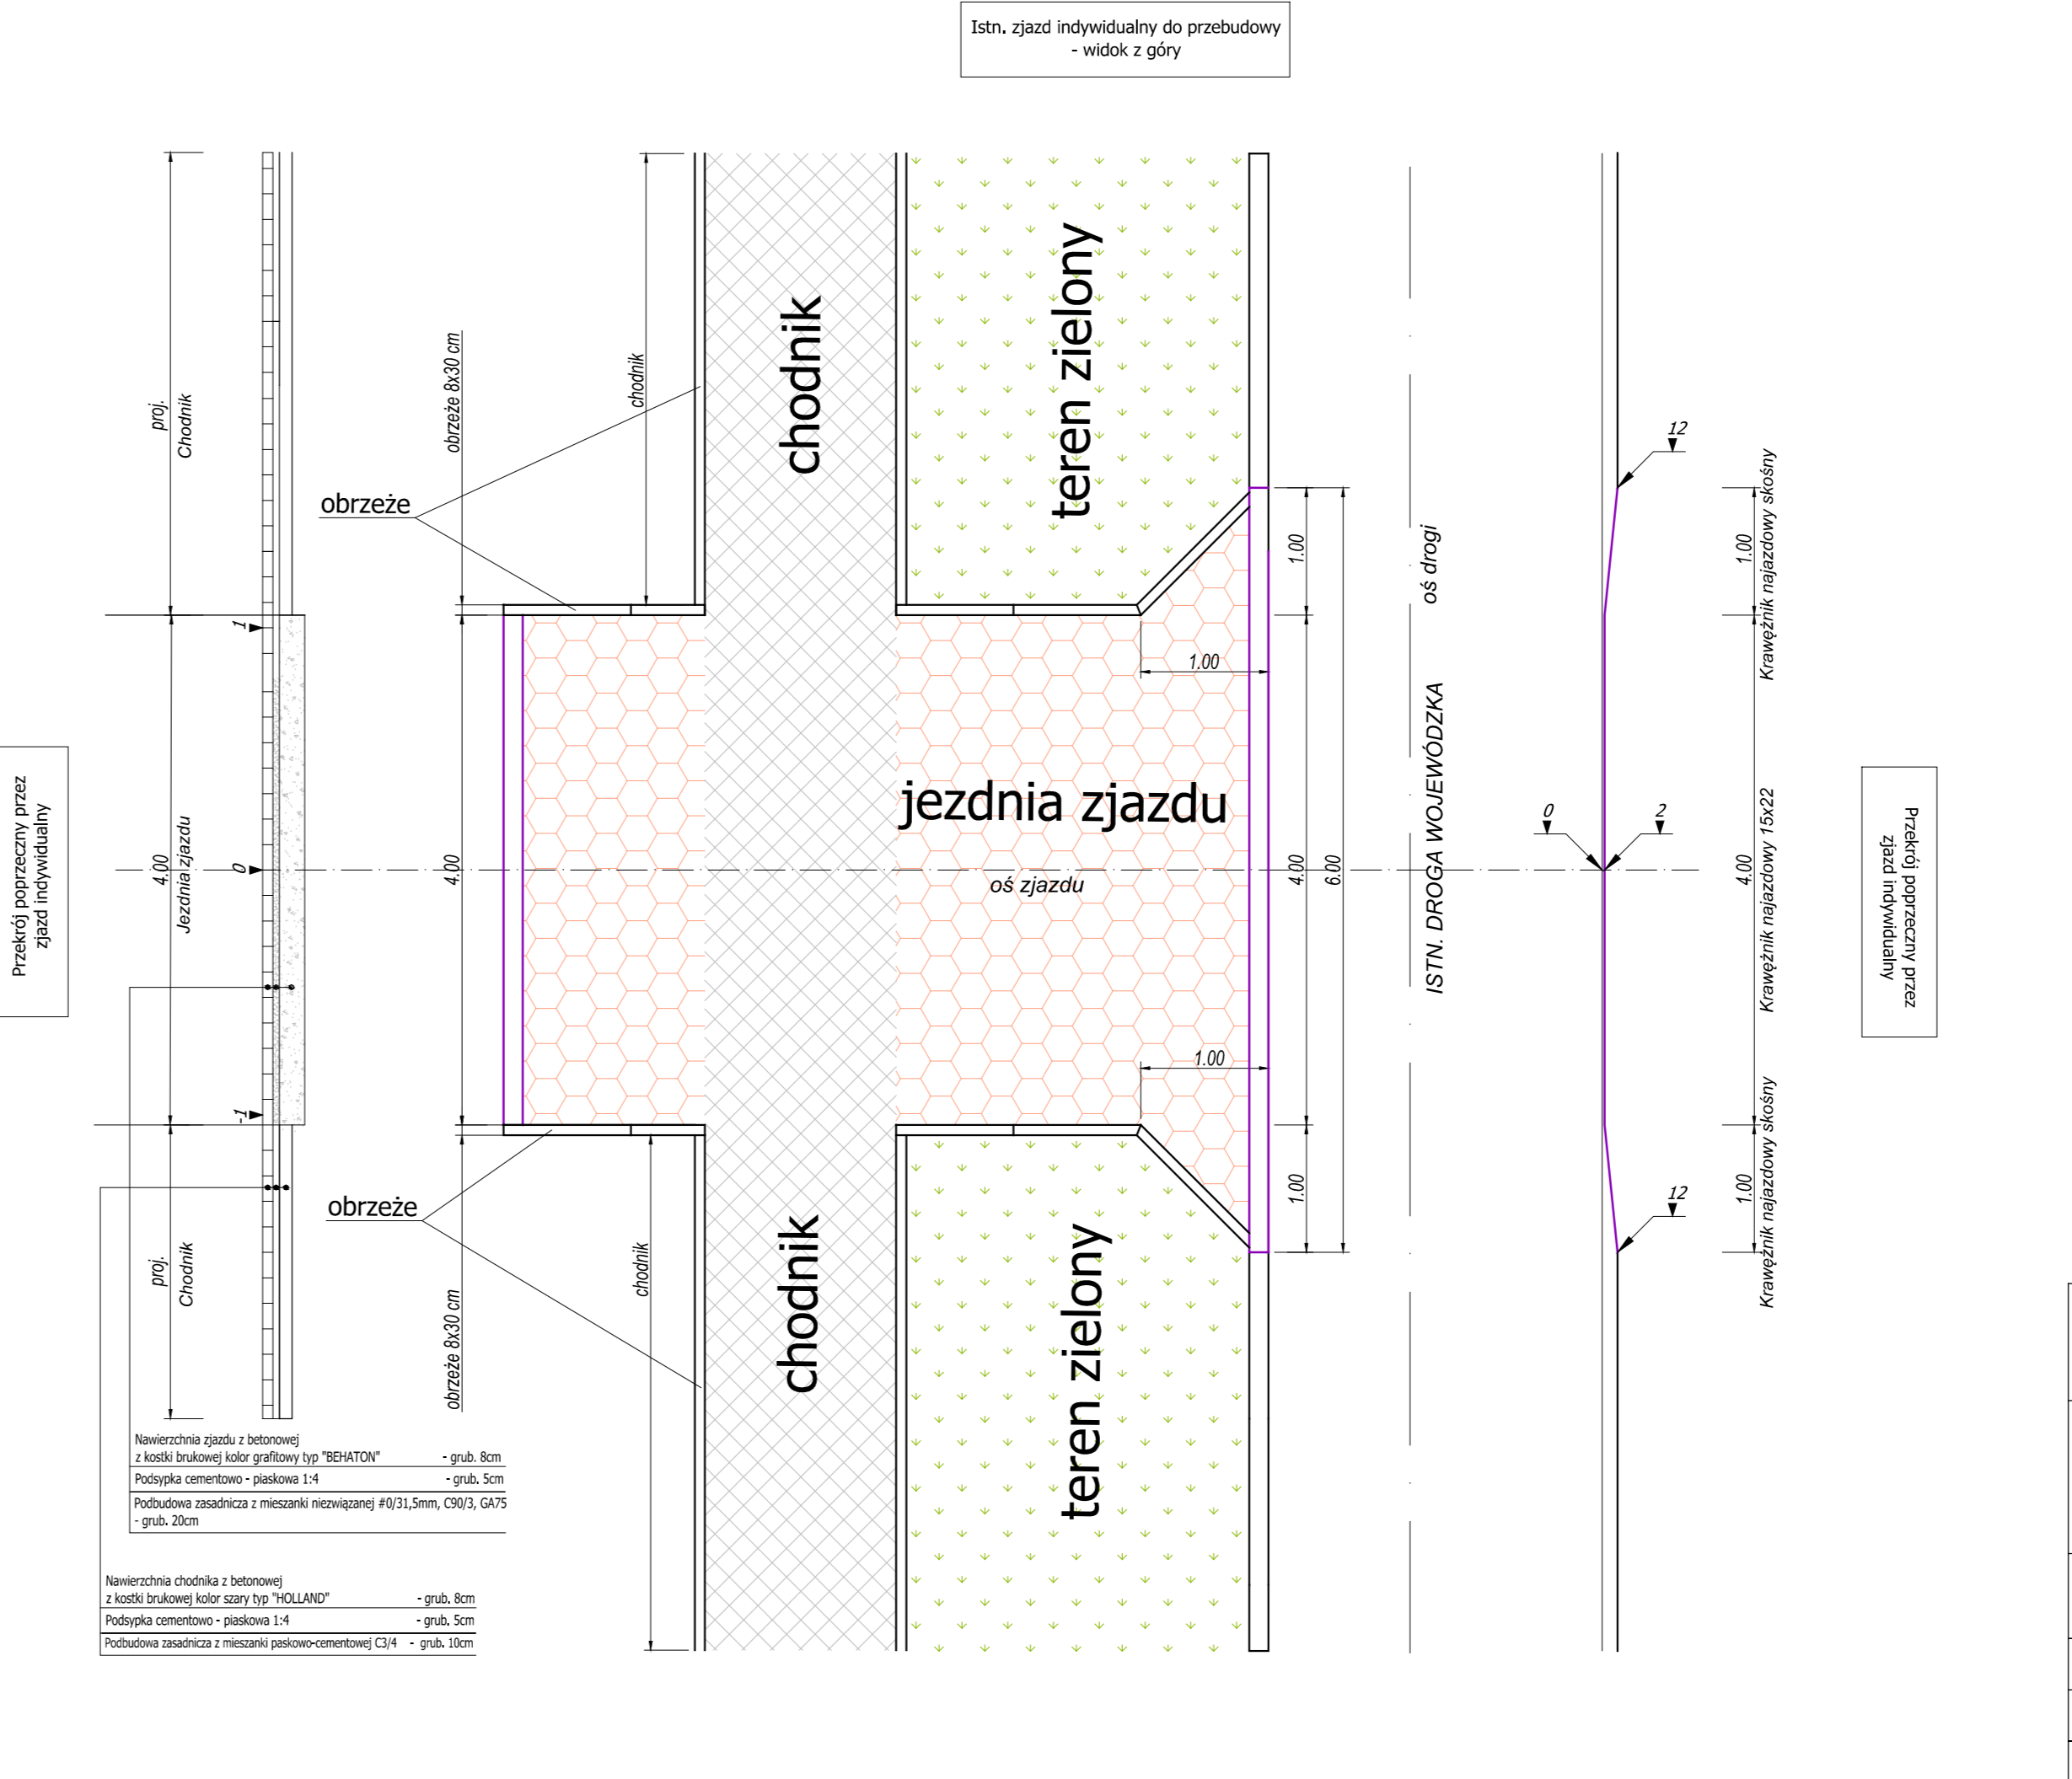 Istn. zjazd indywidualny do przebudowy
- widok z góry
proj.
Chodnik
obrzeże 8x30 cm
chodnik
chodnik
teren zielony
12
obrzeże
1.00
oś drogi
1.00
Krawężnik najazdowy skośny
1
1.00
Przekrój poprzeczny przez
zjazd indywidualny
4.00
Jezdnia zjazdu
0
4.00
jezdnia zjazdu
oś zjazdu
4.00
6.00
ISTN. DROGA WOJEWÓDZKA
0
2
4.00
Krawężnik najazdowy 15x22
Przekrój poprzeczny przez
zjazd indywidualny
-1
1.00
obrzeże
proj.
Chodnik
obrzeże 8x30 cm
chodnik
chodnik
teren zielony
1.00
12
1.00
Krawężnik najazdowy skośny
Nawierzchnia zjazdu z betonowej
z kostki brukowej kolor grafitowy typ "BEHATON" - grub. 8cm
Podsypka cementowo - piaskowa 1:4 - grub. 5cm
Podbudowa zasadnicza z mieszanki niezwiązanej #0/31,5mm, C90/3, GA75
- grub. 20cm
Nawierzchnia chodnika z betonowej
z kostki brukowej kolor szary typ "HOLLAND" - grub. 8cm
Podsypka cementowo - piaskowa 1:4 - grub. 5cm
Podbudowa zasadnicza z mieszanki paskowo-cementowej C3/4 - grub. 10cm